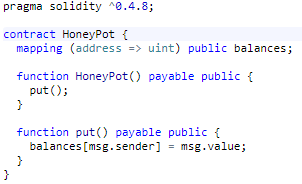 pragma solidity ^0.4.8;
contract HoneyPot {
mapping (address => uint) public balances;
function HoneyPot() payable public {
put();
}
function put() payable public {
balances[msg.sender] = msg.value;
}
}